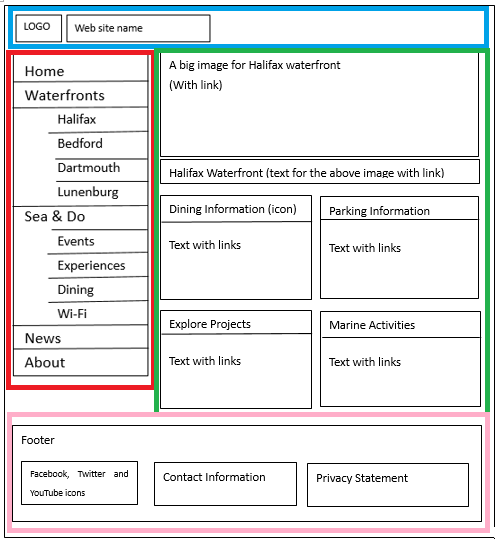 LOGO
Web site name
Home
Waterfronts
Halifax
Bedford
Dartmouth
Lunenburg
Sea & Do
Events
Experiences
Dining
Wi-Fi
News
About
A big image for Halifax waterfront
(With link)
Halifax Waterfront (text for the above image with link)
Dining Information (icon)
Text with links
Parking Information
Text with links
Explore Projects
Text with links
Marine Activities
Text with links
Footer
Facebook, Twitter and
YouTube icons
Contact Information
Privacy Statement